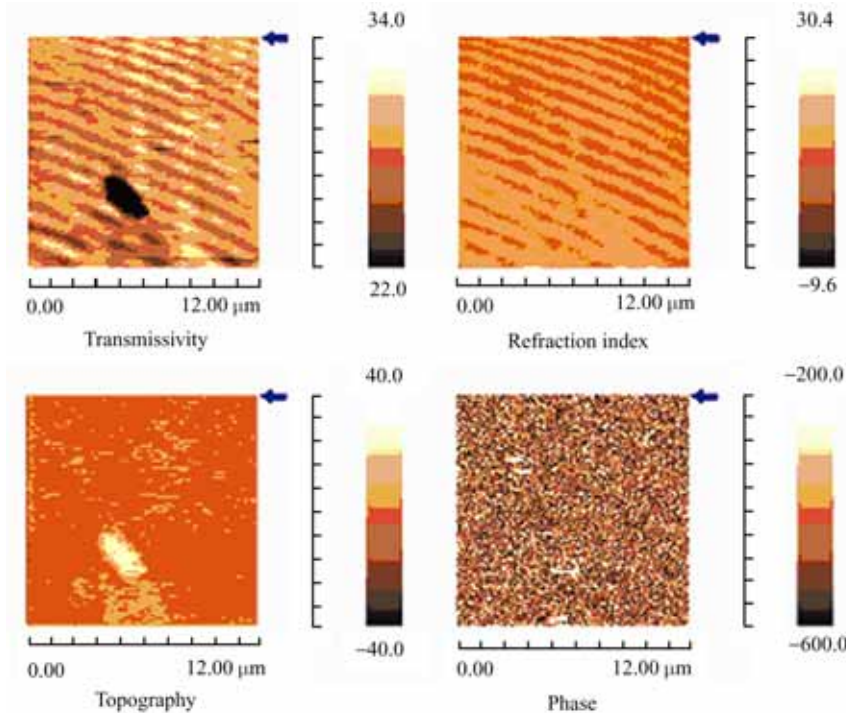 34.0
22.0
0.00 12.00 μm
Transmissivity
30.4
−9.6
0.00 12.00 μm
Refraction index
40.0
−40.0
0.00 12.00 μm
Topography
−200.0
−600.0
0.00 12.00 μm
Phase